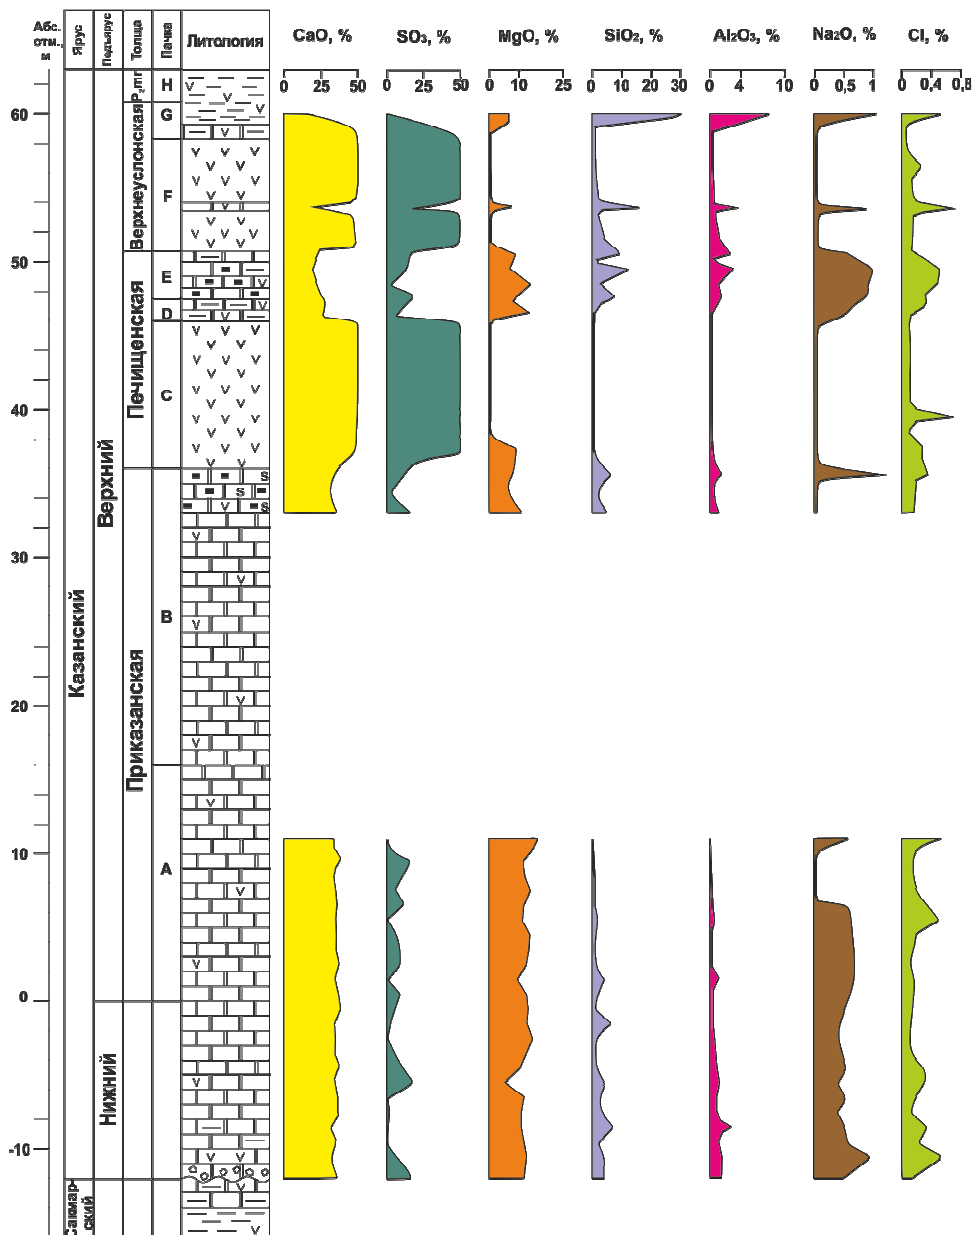 Абс. отм., м
Ярус
Подъярус
Толща
Пачка
Литология
CaO, %
SO₃, %
MgO, %
SiO₂, %
Al₂O₃, %
Na₂O, %
Cl, %
0 25 50
0 25 50
0 10 25
0 10 20 30
0 4 10
0 0,5 1
0 0,4 0,8
60
50
40
30
20
10
0
-10
Казанский
Сакмар-
ский
Верхний
Нижний
Верхнеуслонская
Печищенская
Приказанская
H
G
F
E
D
C
B
A